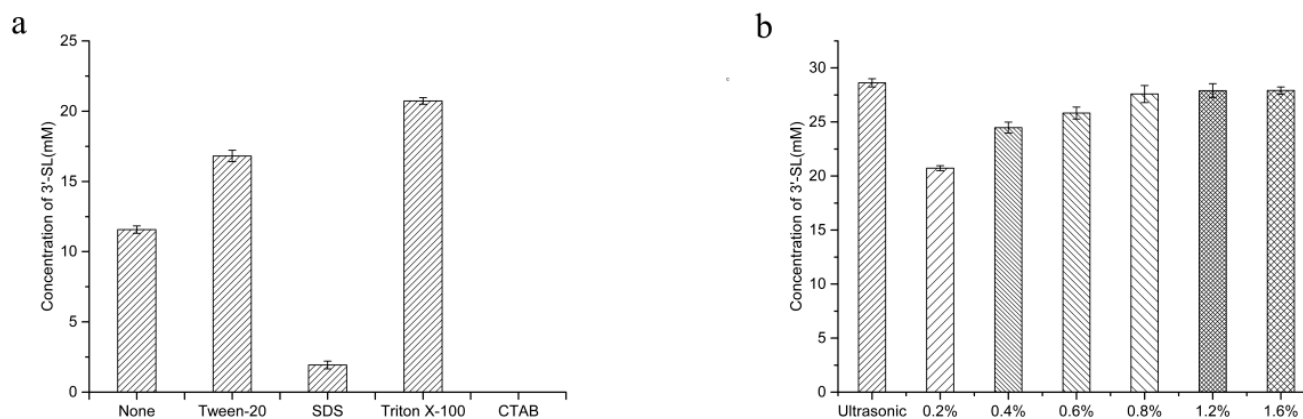 a
25
20
15
10
5
0
Concentration of 3'-SL(mM)
None Tween-20 SDS Triton X-100 CTAB
b
30
25
20
15
10
5
0
Concentration of 3'-SL(mM)
Ultrasonic 0.2% 0.4% 0.6% 0.8% 1.2% 1.6%